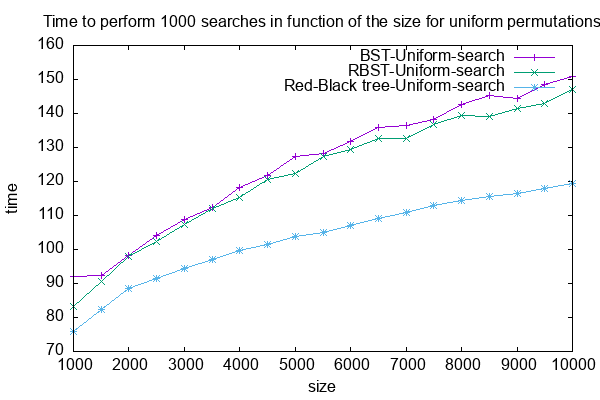 Time to perform 1000 searches in function of the size for uniform permutations
160
150
140
130
120
110
100
90
80
70
time
BST-Uniform-search
RBST-Uniform-search
Red-Black tree-Uniform-search
1000 2000 3000 4000 5000 6000 7000 8000 9000 10000
size